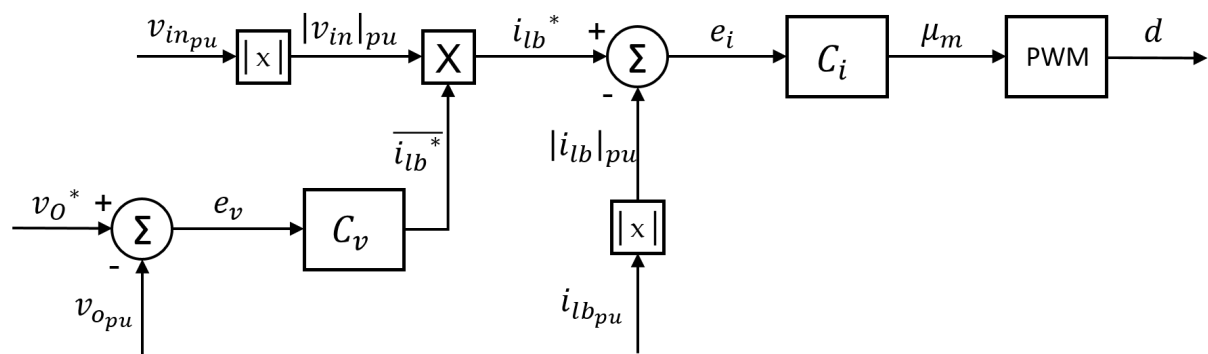 v_{in_{pu}}
|v_{in}|_{pu}
i_{lb}^*
+
e_i
μ_m
d
|x|
X
Σ
C_i
PWM
-
\overline{i_{lb}^*}
|i_{lb}|_{pu}
v_O^*
+
e_v
Σ
C_v
|x|
-
v_{o_{pu}}
i_{lb_{pu}}